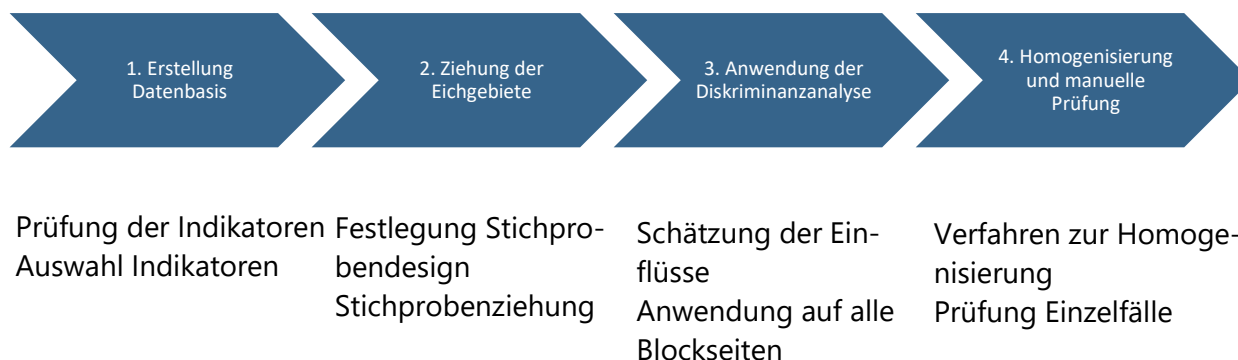 1. Erstellung
Datenbasis
2. Ziehung der
Eichgebiete
3. Anwendung der
Diskriminanzanalyse
4. Homogenisierung
und manuelle
Prüfung
Prüfung der Indikatoren
Auswahl Indikatoren
Festlegung Stichpro-
bendesign
Stichprobenziehung
Schätzung der Ein-
flüsse
Anwendung auf alle
Blockseiten
Verfahren zur Homoge-
nisierung
Prüfung Einzelfälle